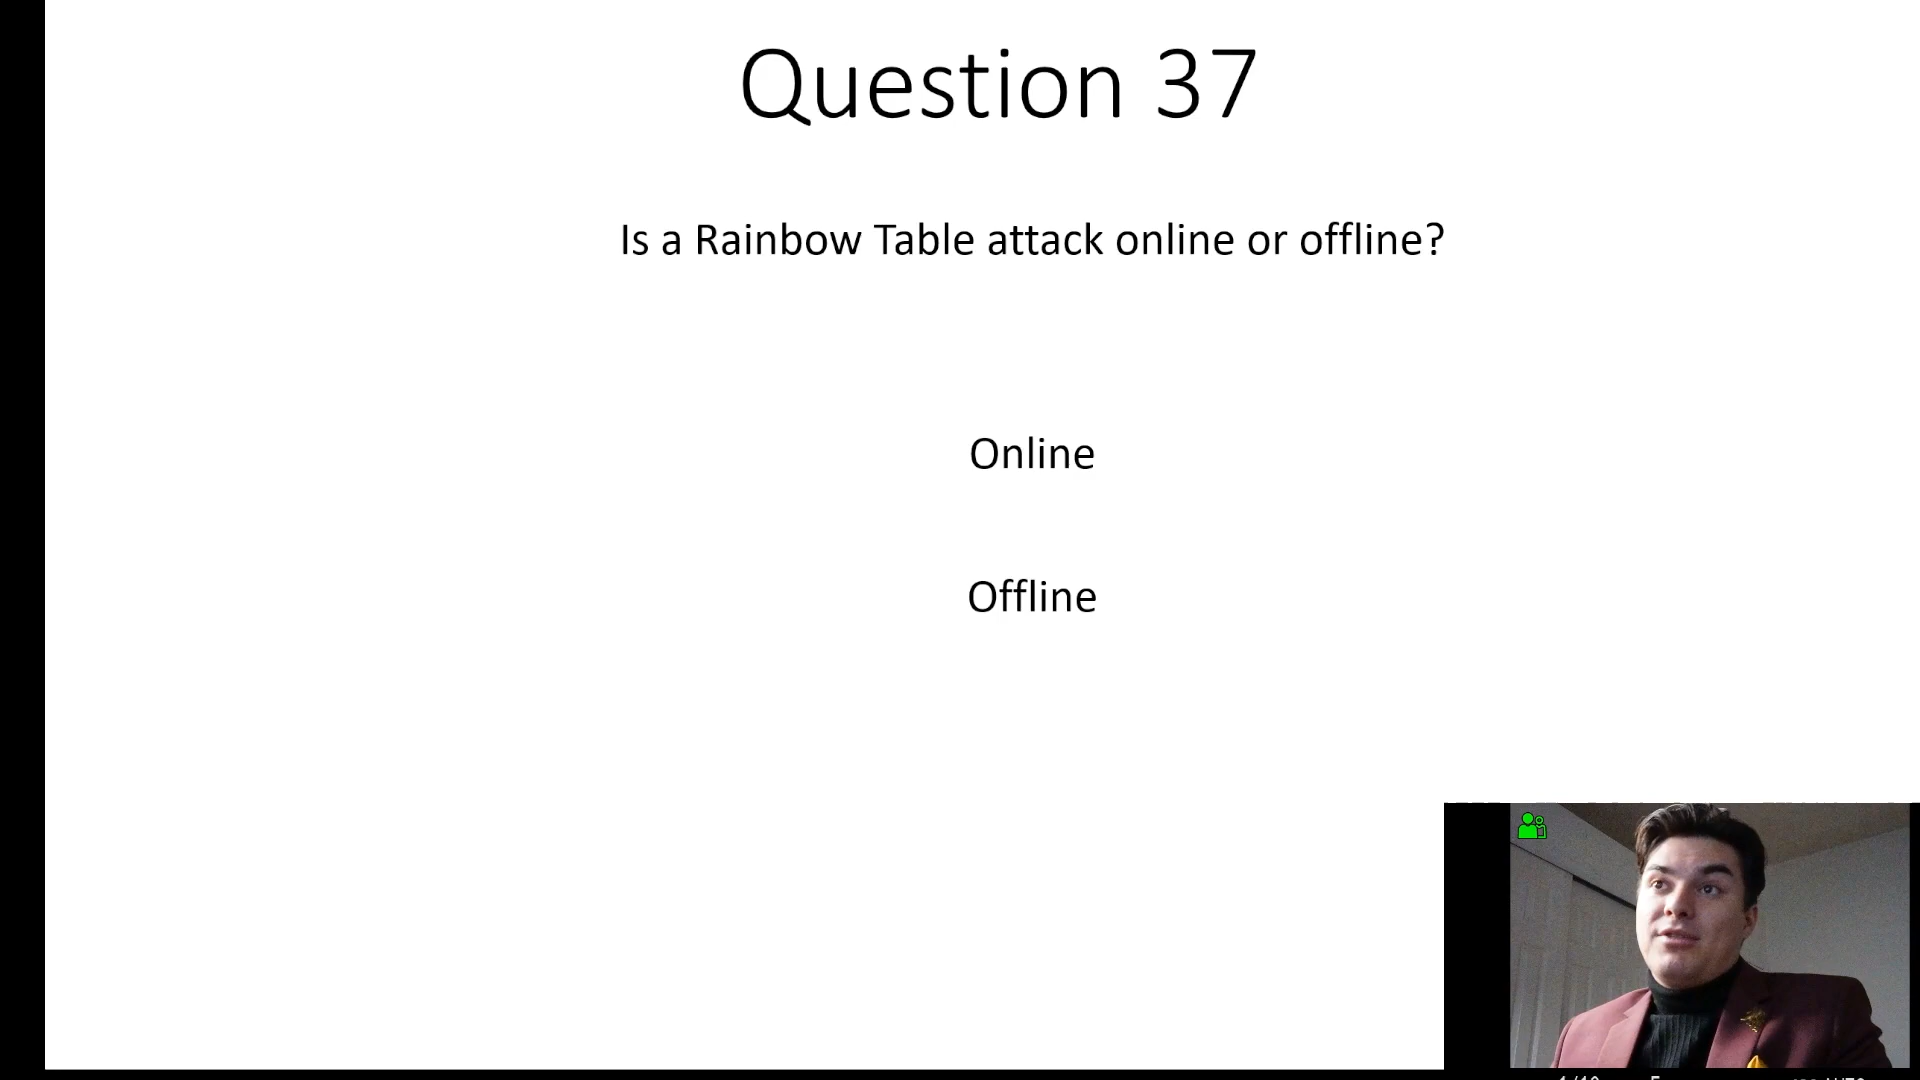 Question 37
Is a Rainbow Table attack online or offline?
Online
Offline